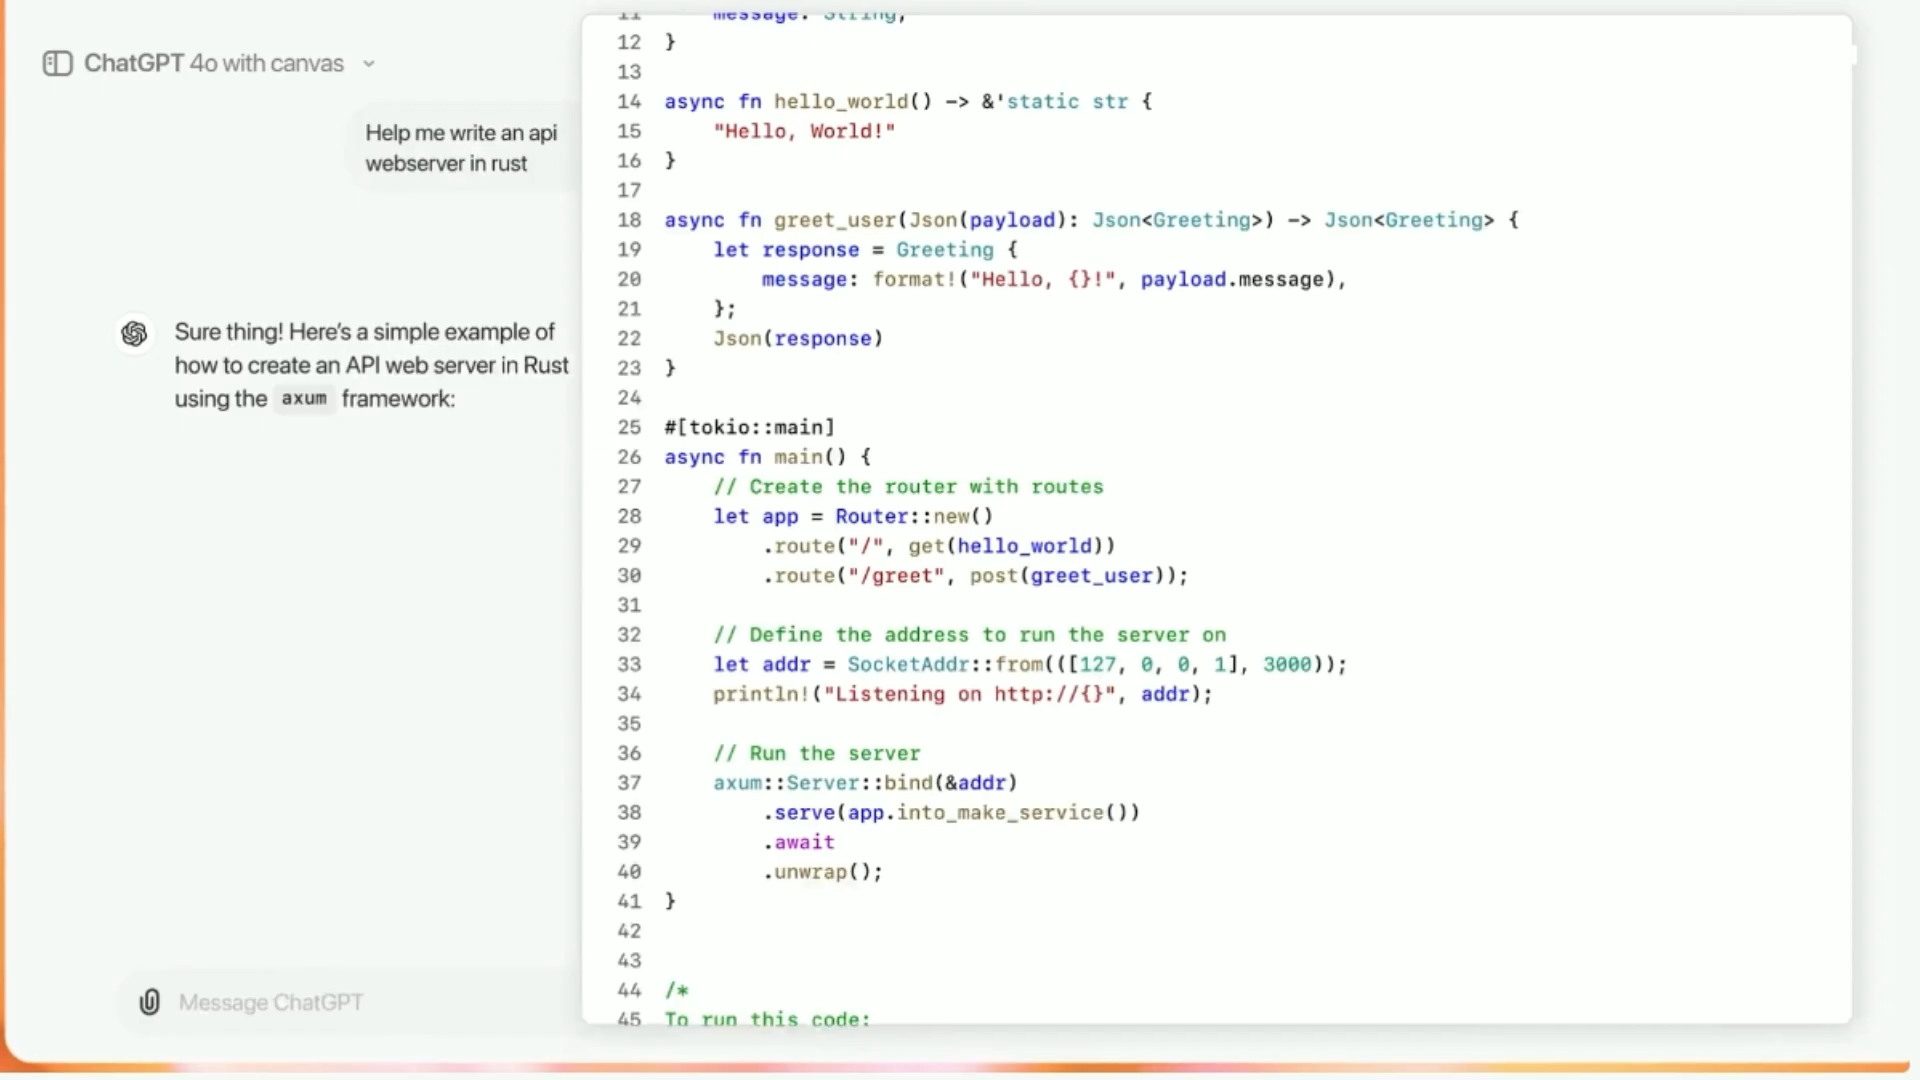 ChatGPT 4o with canvas
Help me write an api
webserver in rust
Sure thing! Here's a simple example of
how to create an API web server in Rust
using the axum framework:
Message ChatGPT
11     message: String,
12 }
13
14 async fn hello_world() -> &'static str {
15     "Hello, World!"
16 }
17
18 async fn greet_user(Json(payload): Json<Greeting>) -> Json<Greeting> {
19     let response = Greeting {
20         message: format!("Hello, {}!", payload.message),
21     };
22     Json(response)
23 }
24
25 #[tokio::main]
26 async fn main() {
27     // Create the router with routes
28     let app = Router::new()
29         .route("/", get(hello_world))
30         .route("/greet", post(greet_user));
31
32     // Define the address to run the server on
33     let addr = SocketAddr::from(([127, 0, 0, 1], 3000));
34     println!("Listening on http://{}", addr);
35
36     // Run the server
37     axum::Server::bind(&addr)
38         .serve(app.into_make_service())
39         .await
40         .unwrap();
41 }
42
43
44 /*
45 To run this code: